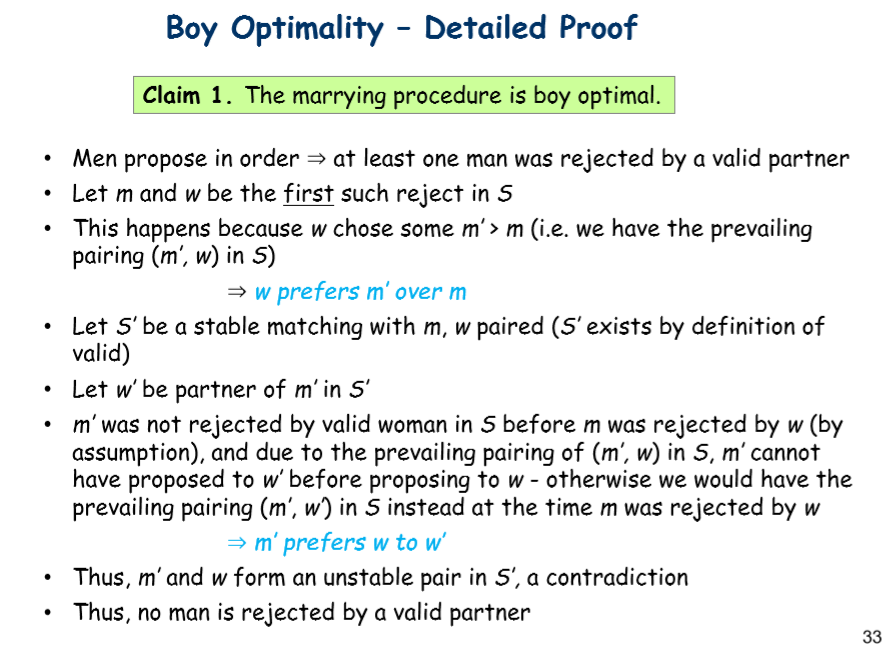 Boy Optimality – Detailed Proof
Claim 1. The marrying procedure is boy optimal.
• Men propose in order ⇒ at least one man was rejected by a valid partner
• Let m and w be the first such reject in S
• This happens because w chose some m' > m (i.e. we have the prevailing
pairing (m', w) in S)
⇒ w prefers m' over m
• Let S' be a stable matching with m, w paired (S' exists by definition of
valid)
• Let w' be partner of m' in S'
• m' was not rejected by valid woman in S before m was rejected by w (by
assumption), and due to the prevailing pairing of (m', w) in S, m' cannot
have proposed to w' before proposing to w - otherwise we would have the
prevailing pairing (m', w') in S instead at the time m was rejected by w
⇒ m' prefers w to w'
• Thus, m' and w form an unstable pair in S', a contradiction
• Thus, no man is rejected by a valid partner
33